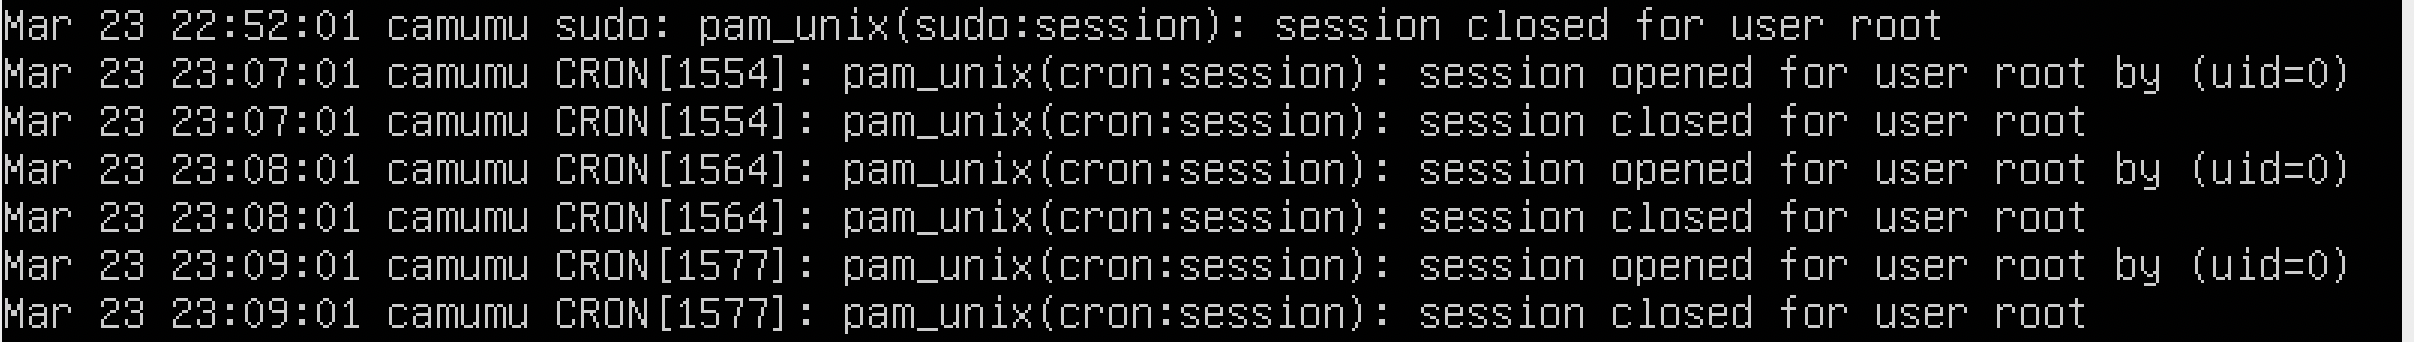 Mar 23 22:52:01 camumu sudo: pam_unix(sudo:session): session closed for user root
Mar 23 23:07:01 camumu CRON[1554]: pam_unix(cron:session): session opened for user root by (uid=0)
Mar 23 23:07:01 camumu CRON[1554]: pam_unix(cron:session): session closed for user root
Mar 23 23:08:01 camumu CRON[1564]: pam_unix(cron:session): session opened for user root by (uid=0)
Mar 23 23:08:01 camumu CRON[1564]: pam_unix(cron:session): session closed for user root
Mar 23 23:09:01 camumu CRON[1577]: pam_unix(cron:session): session opened for user root by (uid=0)
Mar 23 23:09:01 camumu CRON[1577]: pam_unix(cron:session): session closed for user root